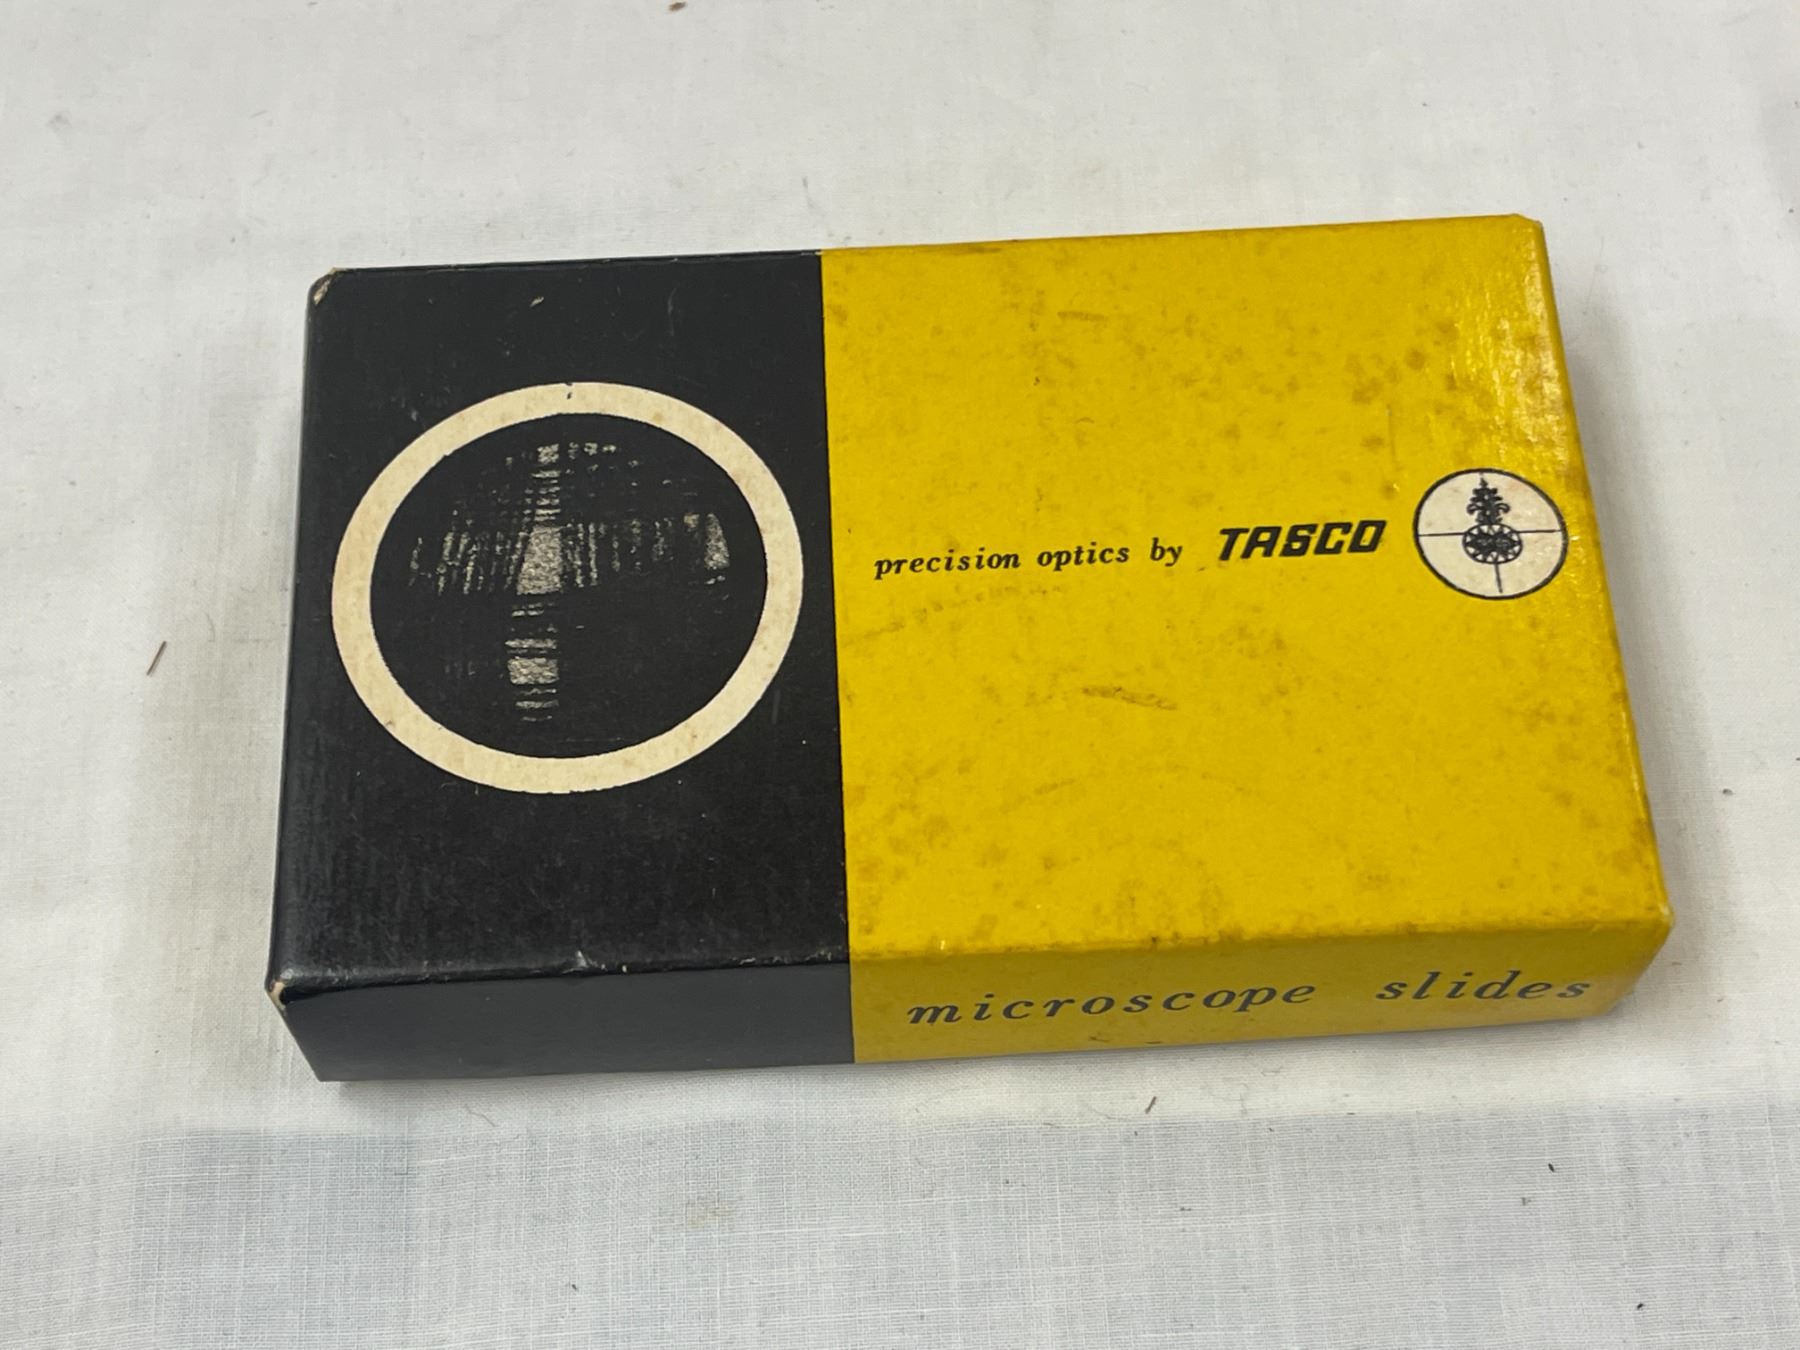 precision optics by TASCO
microscope slides